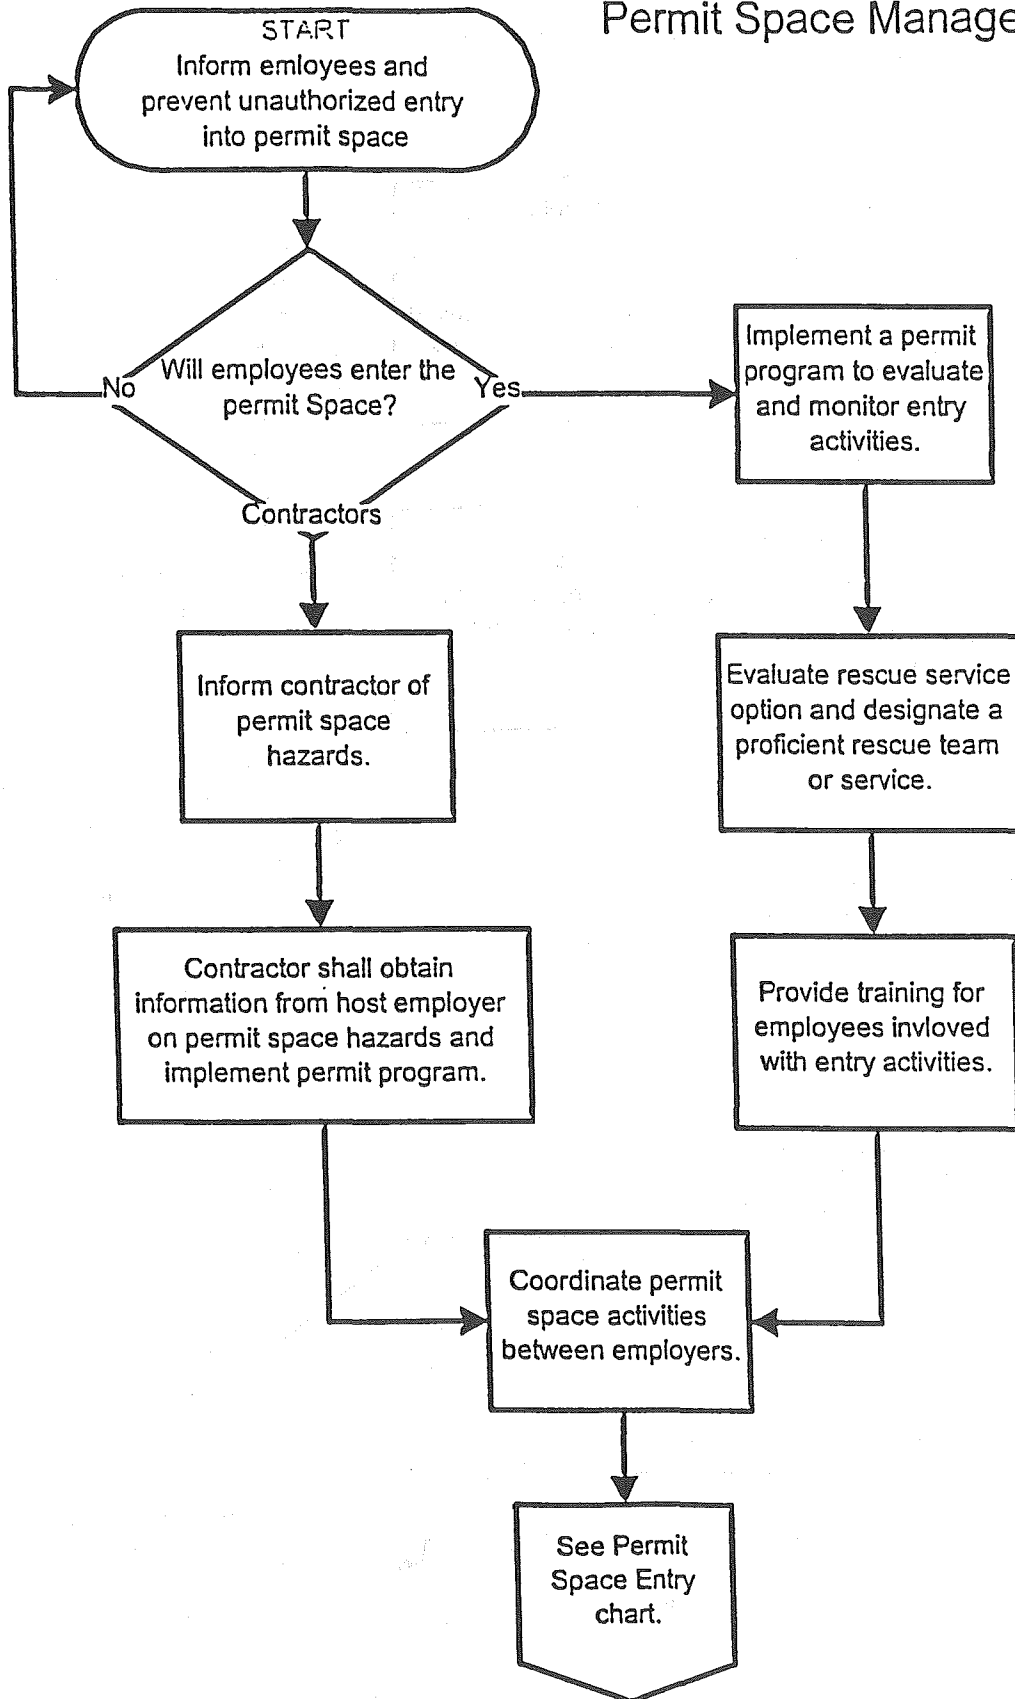 Permit Space Manage
START
Inform emloyees and
prevent unauthorized entry
into permit space
Will employees enter the
permit Space?
No
Yes
Contractors
Implement a permit
program to evaluate
and monitor entry
activities.
Inform contractor of
permit space
hazards.
Evaluate rescue service
option and designate a
proficient rescue team
or service.
Contractor shall obtain
information from host employer
on permit space hazards and
implement permit program.
Provide training for
employees invloved
with entry activities.
Coordinate permit
space activities
between employers.
See Permit
Space Entry
chart.